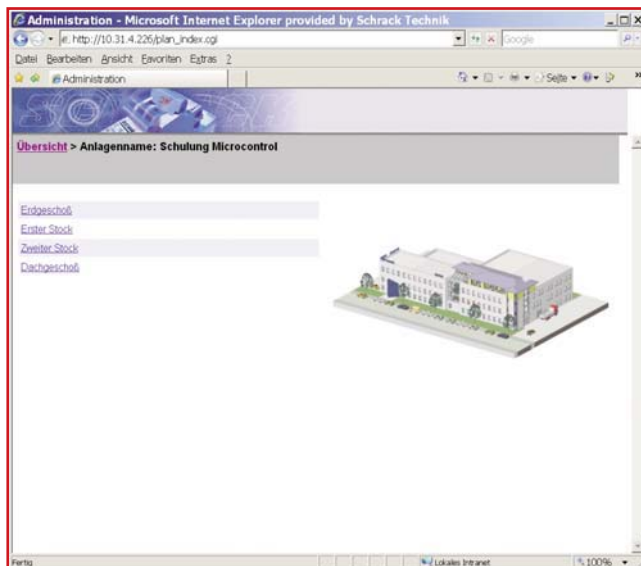 Administration - Microsoft Internet Explorer provided by Schrack Technik
http://10.31.4.226/plan_index.cgi
Google
Datei Bearbeiten Ansicht Favoriten Extras ?
Administration
Seite
Übersicht > Anlagenname: Schulung Microcontrol
Erdgeschoß
Erster Stock
Zweiter Stock
Dachgeschoß
Fertig
Lokales Intranet
100%